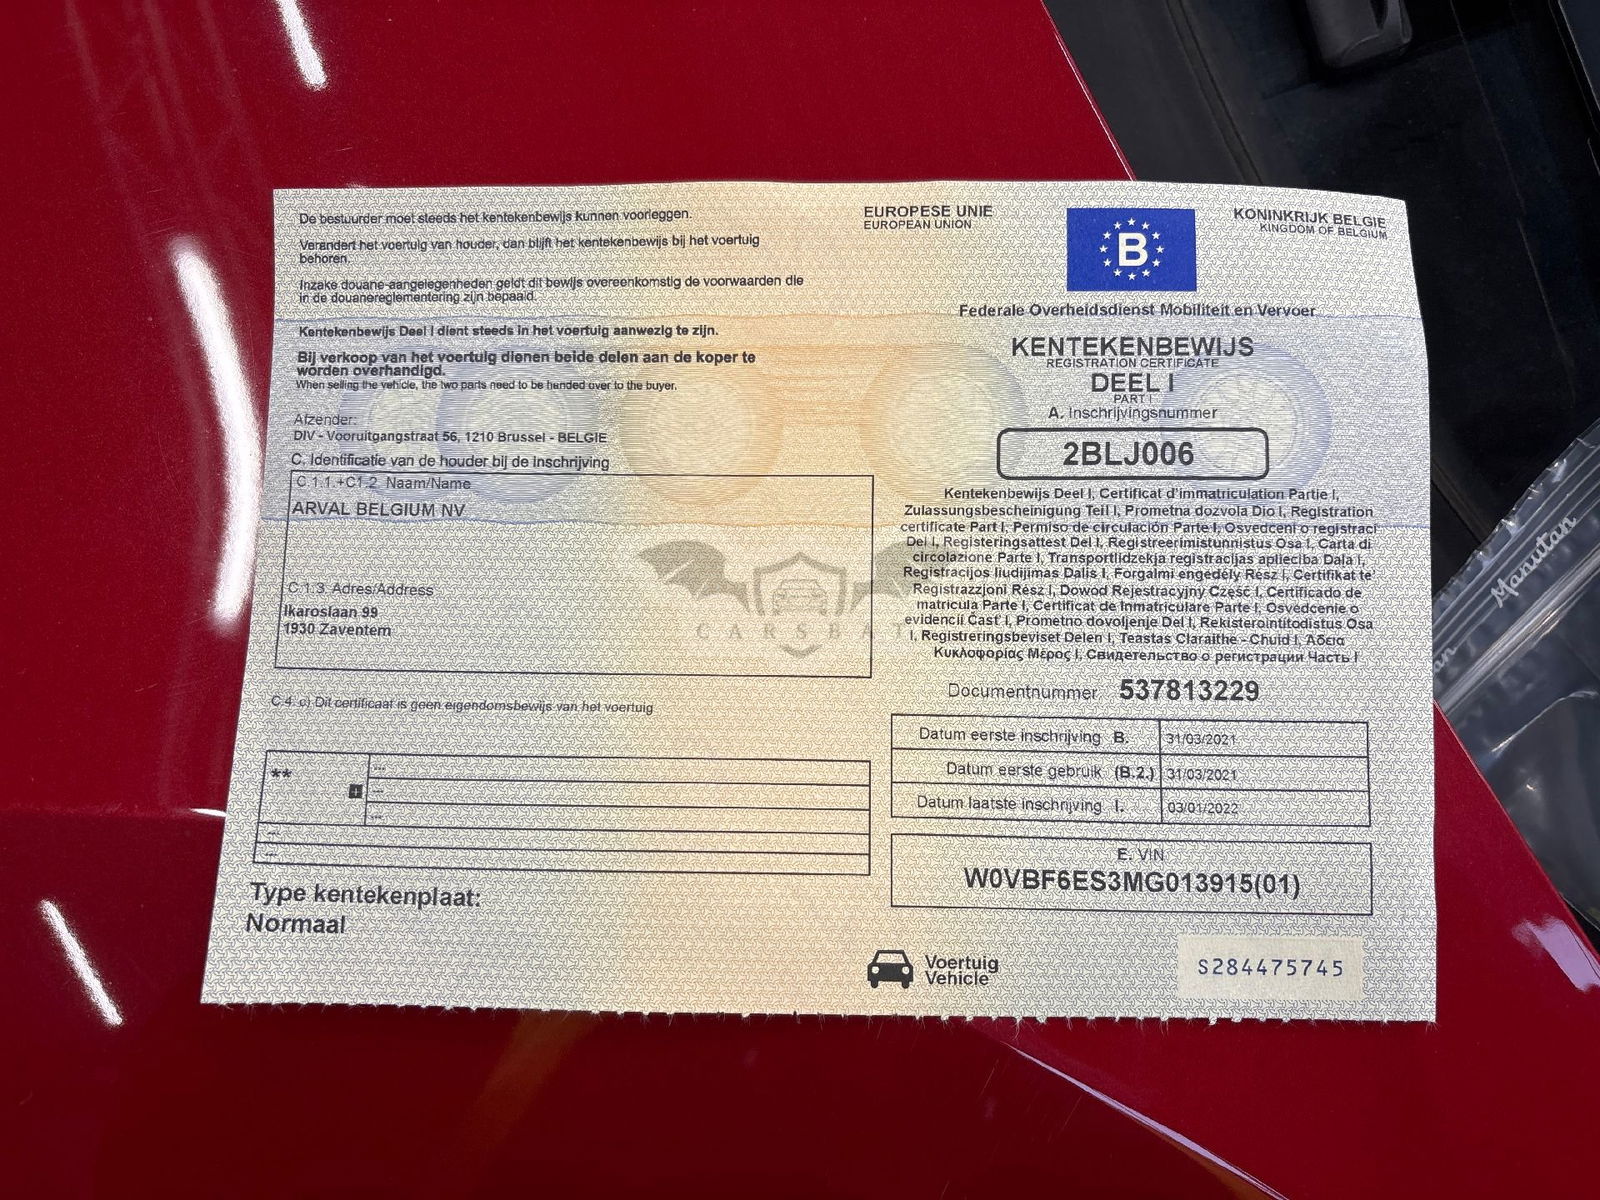 De bestuurder moet steeds het kentekenbewijs kunnen voorleggen.
Verandert het voertuig van houder, dan blijft het kentekenbewijs bij het voertuig
behoren.
Inzake douane-aangelegenheden geldt dit bewijs overeenkomstig de voorwaarden die
in de douanereglementering zijn bepaald.
Kentekenbewijs Deel I dient steeds in het voertuig aanwezig te zijn.
Bij verkoop van het voertuig dienen beide delen aan de koper te
worden overhandigd.
When selling the vehicle, the two parts need to be handed over to the buyer.
Afzender:
DIV - Vooruitgangstraat 56, 1210 Brussel - BELGIE
C. Identificatie van de houder bij de inschrijving
C.1.1.+C1.2 Naam/Name
ARVAL BELGIUM NV
C.1.3. Adres/Address
Ikaroslaan 99
1930 Zaventem
C.4. c) Dit certificaat is geen eigendomsbewijs van het voertuig
**
---
---
---
---
---
Type kentekenplaat:
Normaal
EUROPESE UNIE
EUROPEAN UNION
B
KONINKRIJK BELGIE
KINGDOM OF BELGIUM
Federale Overheidsdienst Mobiliteit en Vervoer
KENTEKENBEWIJS
REGISTRATION CERTIFICATE
DEEL I
PART I
A. Inschrijvingsnummer
2BLJ006
Kentekenbewijs Deel I, Certificat d'immatriculation Partie I,
Zulassungsbescheinigung Teil I, Prometna dozvola Dio I, Registration
certificate Part I, Permiso de circulación Parte I, Osvedceni o registraci
Del I, Registeringsattest Del I, Registreerimistunnistus Osa I, Carta di
circolazione Parte I, Transportlidzekja registracijas aplieciba Dala I,
Registracijos liudijimas Dalis I, Forgalmi engedély Rész I, Certifikat te'
Registrazzjoni Rési I, Dowód Rejestracyjny Część I, Certificado de
matricula Parte I, Certificat de Inmatriculare Parte I, Osvedcenie o
evidencii Cast' I, Prometno dovoljenje Del I, Rekisterointitodistus Osa
I, Registreringsbeviset Delen I, Teastas Claraithe - Chuid I, Άδεια
Κυκλοφορίας Μέρος I, Свидетельство о регистрации Часть I
Documentnummer 537813229
Datum eerste inschrijving B. 31/03/2021
Datum eerste gebruik (B.2.) 31/03/2021
Datum laatste inschrijving I. 03/01/2022
E. VIN
W0VBF6ES3MG013915(01)
Voertuig
Vehicle
S284475745
Manutan